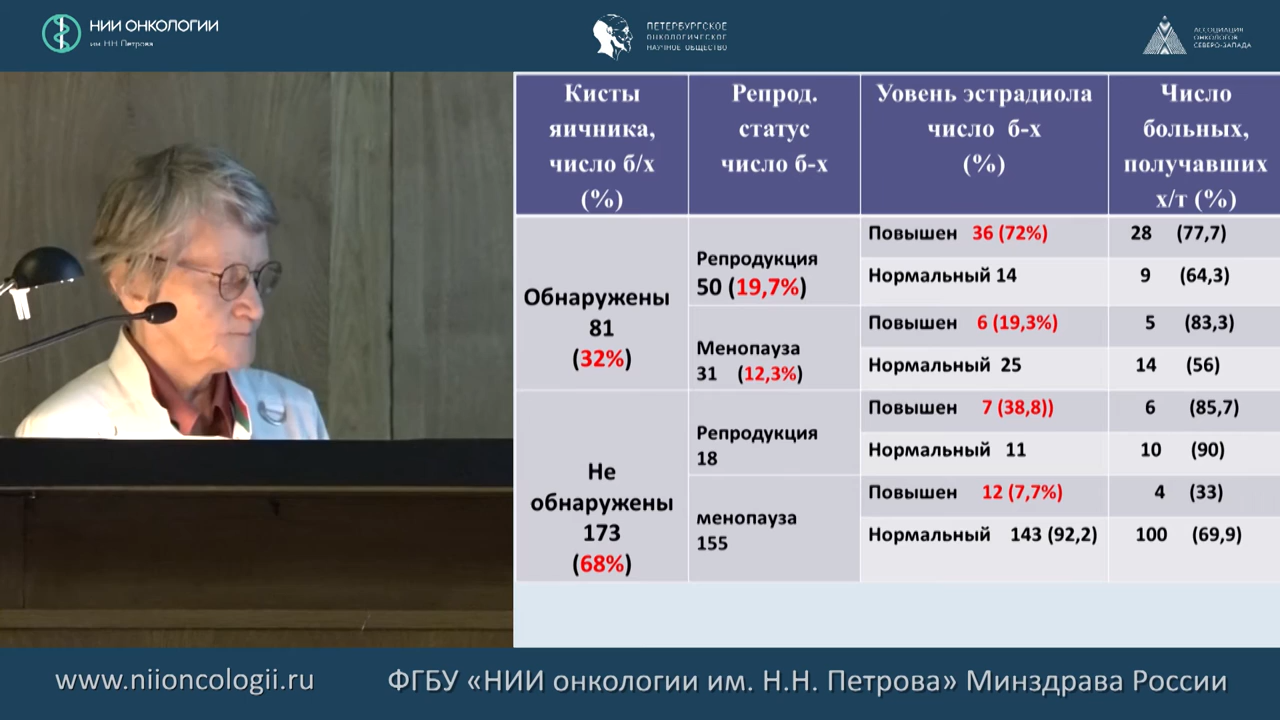 НИИ ОНКОЛОГИИ
им. Н.Н. Петрова
ПЕТЕРБУРГСКОЕ
ОНКОЛОГИЧЕСКОЕ
НАУЧНОЕ ОБЩЕСТВО
АССОЦИАЦИЯ
ОНКОЛОГОВ
СЕВЕРО-ЗАПАДА
Кисты
яичника,
число б/х
(%)
Репрод.
статус
число б-х
Уовень эстрадиола
число б-х
(%)
Число
больных,
получавших
х/т (%)
Обнаружены
81
(32%)
Репродукция
50 (19,7%)
Повышен 36 (72%)
28 (77,7)
Нормальный 14
9 (64,3)
Менопауза
31 (12,3%)
Повышен 6 (19,3%)
5 (83,3)
Нормальный 25
14 (56)
Не
обнаружены
173
(68%)
Репродукция
18
Повышен 7 (38,8))
6 (85,7)
Нормальный 11
10 (90)
менопауза
155
Повышен 12 (7,7%)
4 (33)
Нормальный 143 (92,2)
100 (69,9)
www.niioncologii.ru
ФГБУ «НИИ онкологии им. Н.Н. Петрова» Минздрава России